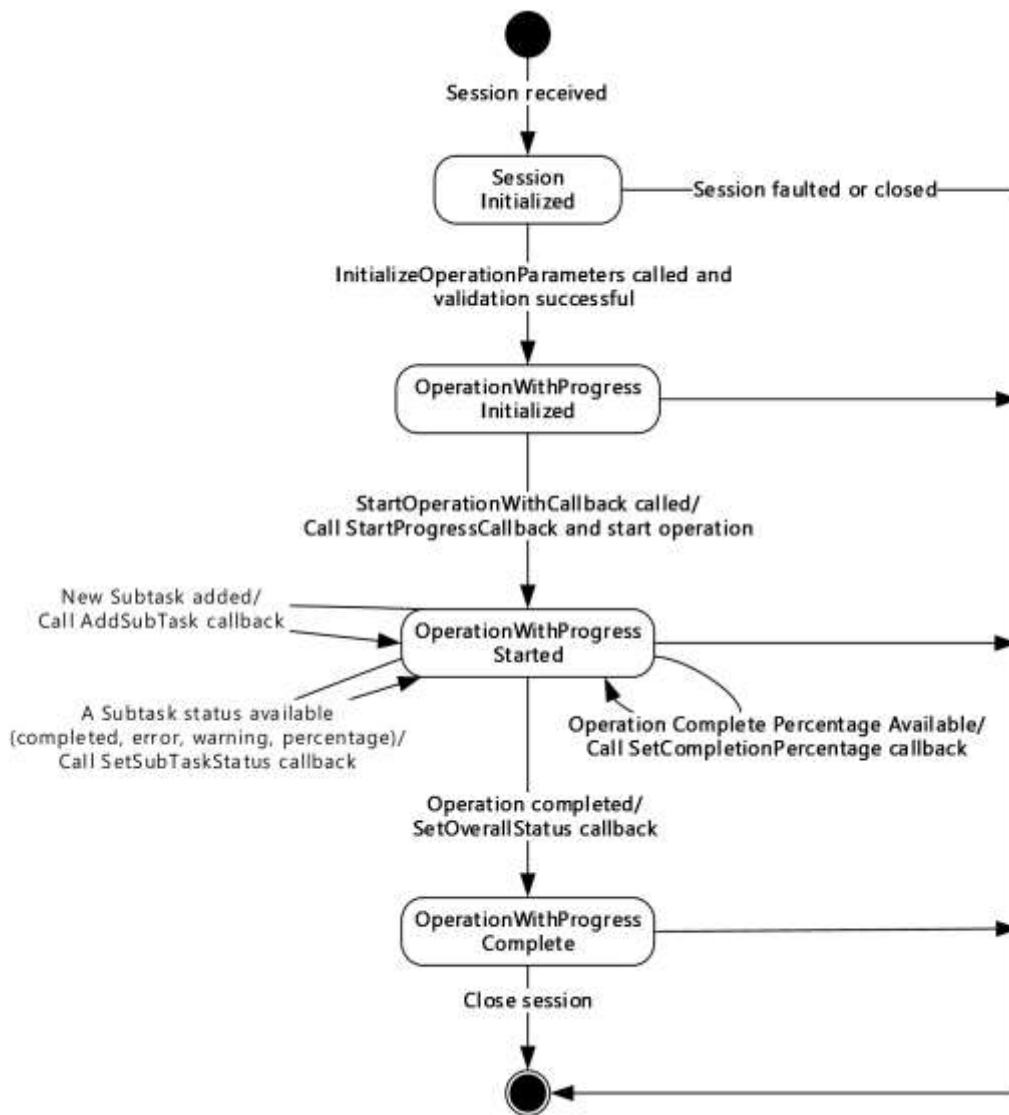 Session received
Session
Initialized
Session faulted or closed
InitializeOperationParameters called and
validation successful
OperationWithProgress
Initialized
StartOperationWithCallback called/
Call StartProgressCallback and start operation
New Subtask added/
Call AddSubTask callback
OperationWithProgress
Started
A Subtask status available
(completed, error, warning, percentage)/
Call SetSubTaskStatus callback
Operation Complete Percentage Available/
Call SetCompletionPercentage callback
Operation completed/
SetOverallStatus callback
OperationWithProgress
Complete
Close session